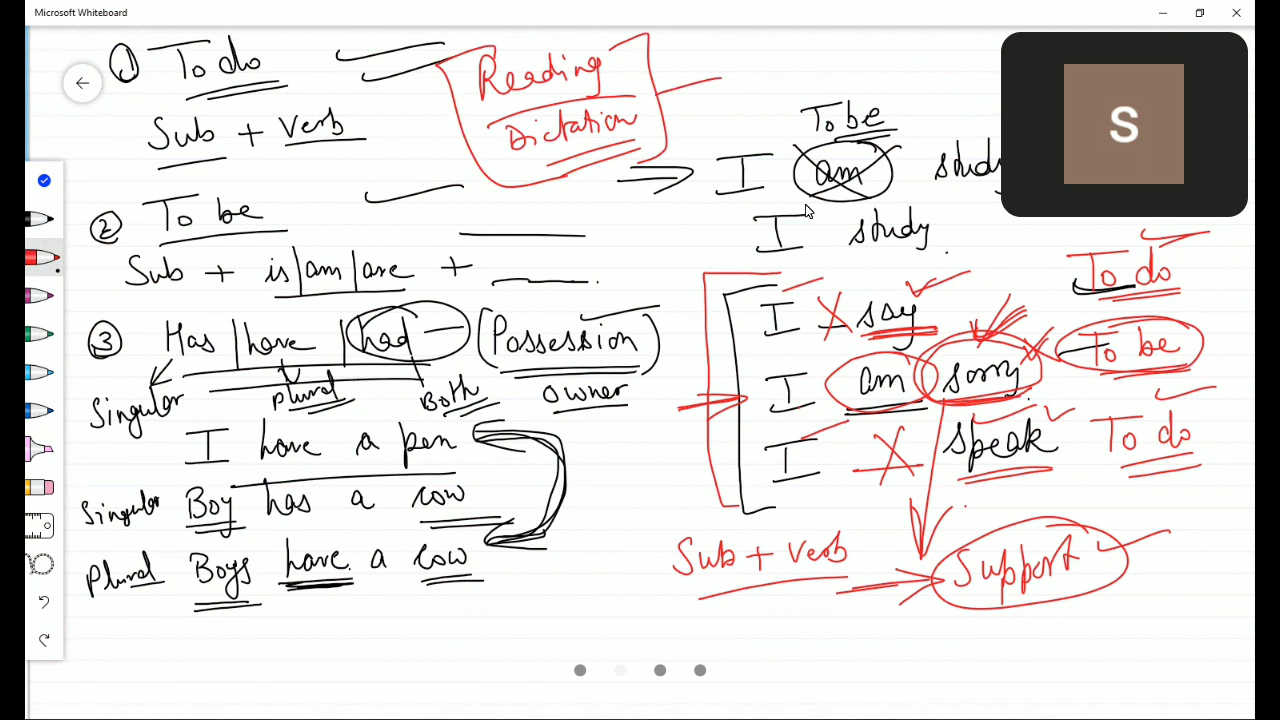 Microsoft Whiteboard
① To do
Sub + Verb
② To be
Sub + is|am|are +
③ Has|have|had (Possession)
Singular plural Both owner
I have a pen
Singular Boy has a cow
Plural Boys have a cow
Reading
Dictation
To be
I am study
I study.
I say To do
I am sorry To be
I speak To do
Sub + Verb
Support
S